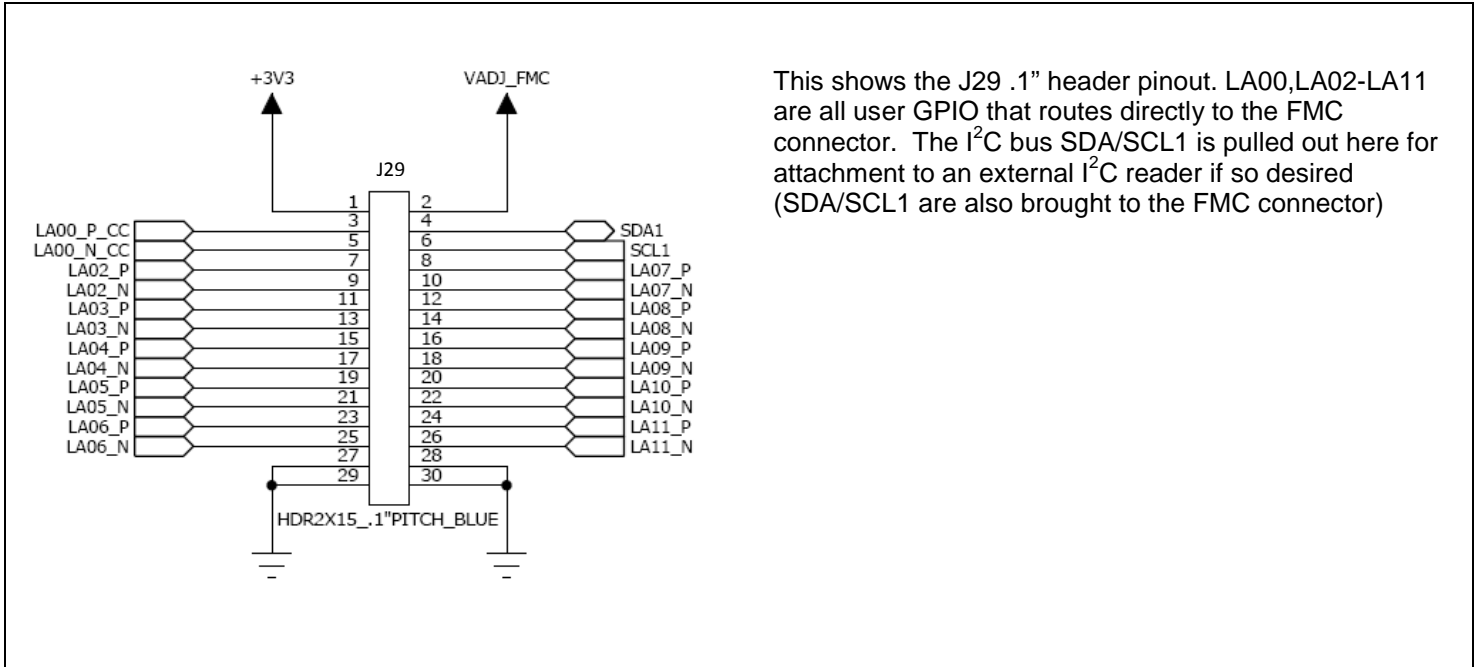 +3V3 VADJ_FMC
J29
1 2
3 4
LA00_P_CC SDA1
5 6
LA00_N_CC SCL1
7 8
LA02_P LA07_P
9 10
LA02_N LA07_N
11 12
LA03_P LA08_P
13 14
LA03_N LA08_N
15 16
LA04_P LA09_P
17 18
LA04_N LA09_N
19 20
LA05_P LA10_P
21 22
LA05_N LA10_N
23 24
LA06_P LA11_P
25 26
LA06_N LA11_N
27 28
29 30
HDR2X15_.1"PITCH_BLUE
This shows the J29 .1” header pinout. LA00,LA02-LA11
are all user GPIO that routes directly to the FMC
connector. The I²C bus SDA/SCL1 is pulled out here for
attachment to an external I²C reader if so desired
(SDA/SCL1 are also brought to the FMC connector)